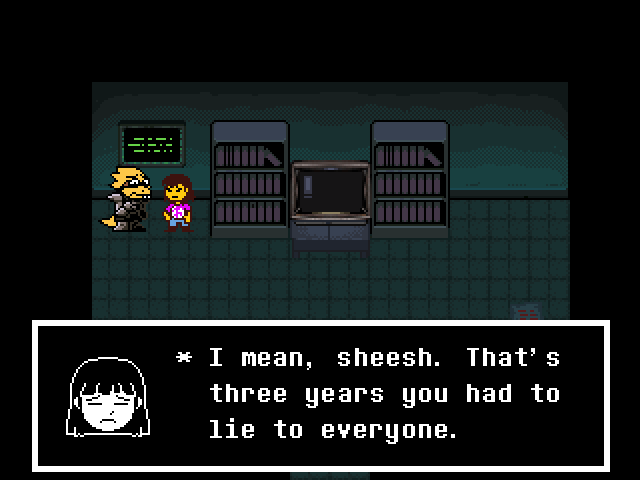 * I mean, sheesh. That's
three years you had to
lie to everyone.